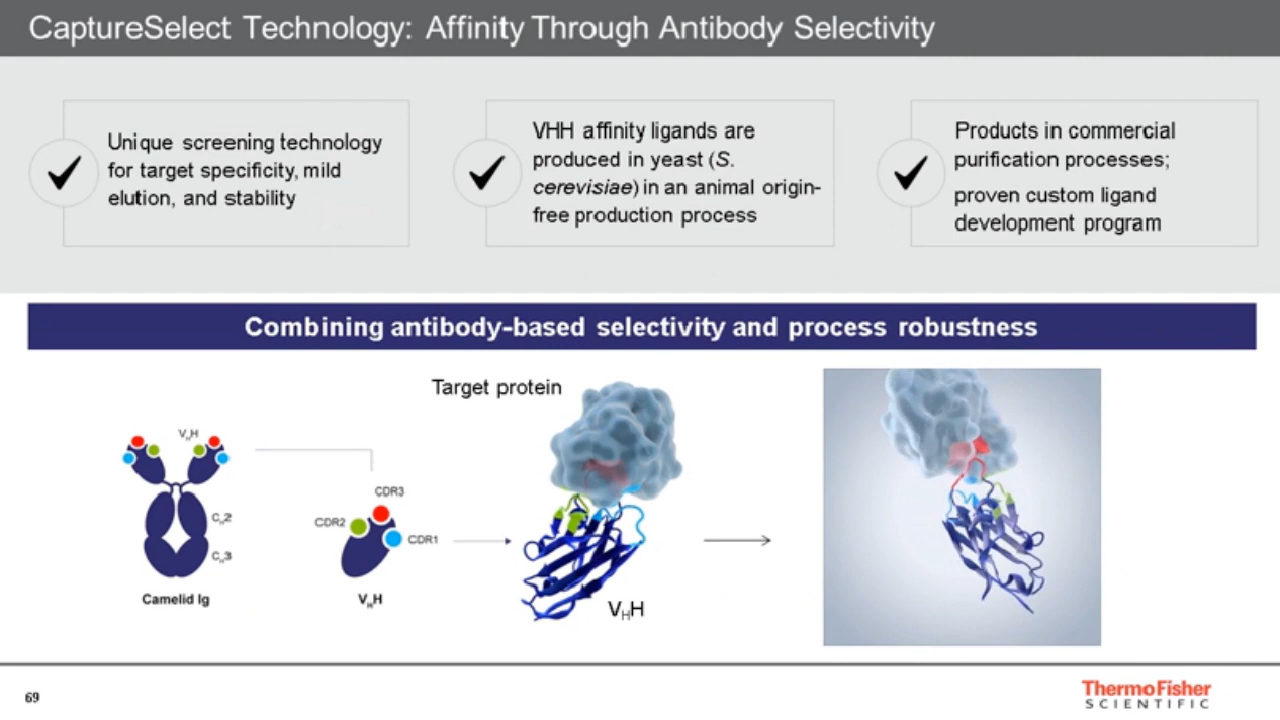 CaptureSelect Technology: Affinity Through Antibody Selectivity
Unique screening technology
for target specificity, mild
elution, and stability
VHH affinity ligands are
produced in yeast (S.
cerevisiae) in an animal origin-
free production process
Products in commercial
purification processes;
proven custom ligand
development program
Combining antibody-based selectivity and process robustness
Target protein
VHH
CDR3
CDR2
CDR1
CH2
CH3
Camelid Ig
VHH
VHH
69
ThermoFisher
SCIENTIFIC